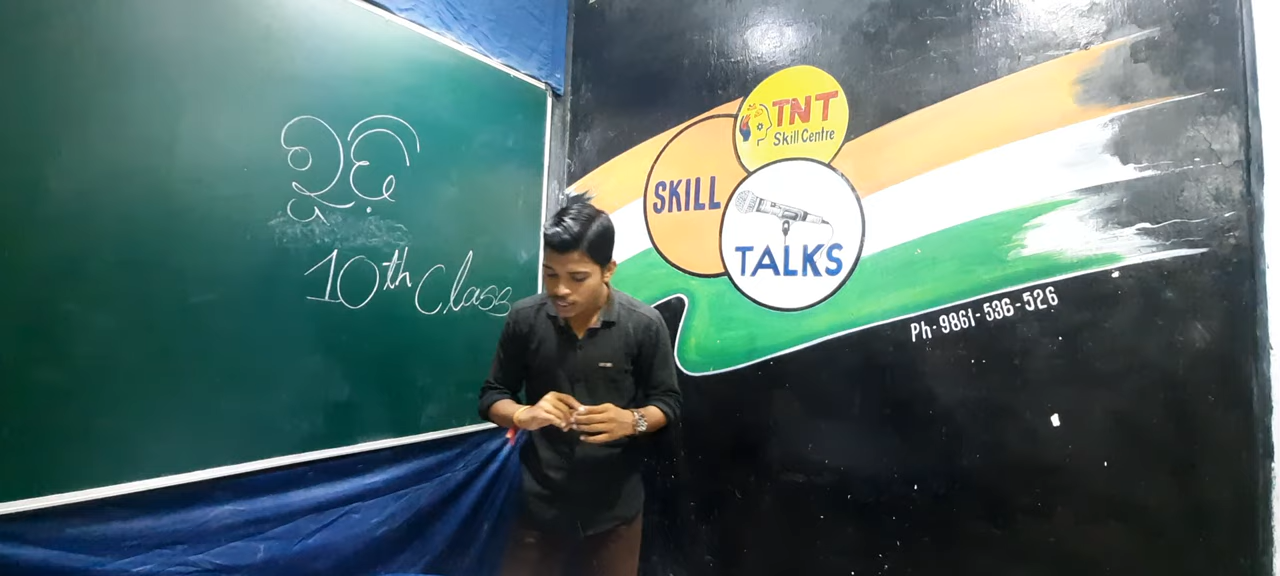 ରୂଢ଼ି
10th Class
TNT
Skill Centre
SKILL
TALKS
Ph-9861-536-526